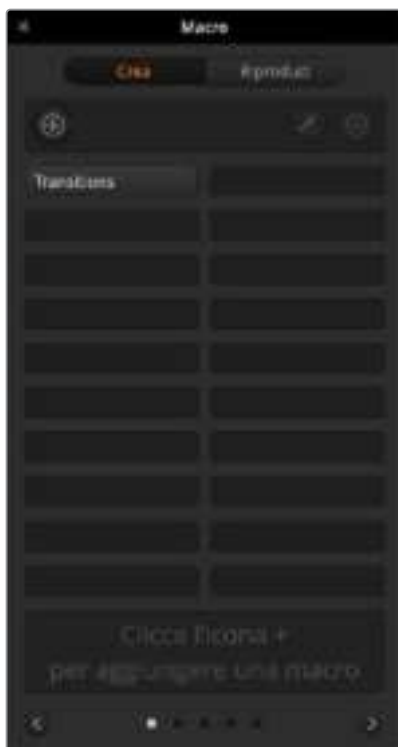 Macro
Crea Riproduci
Transitions
Clicca l'icona +
per aggiungere una macro